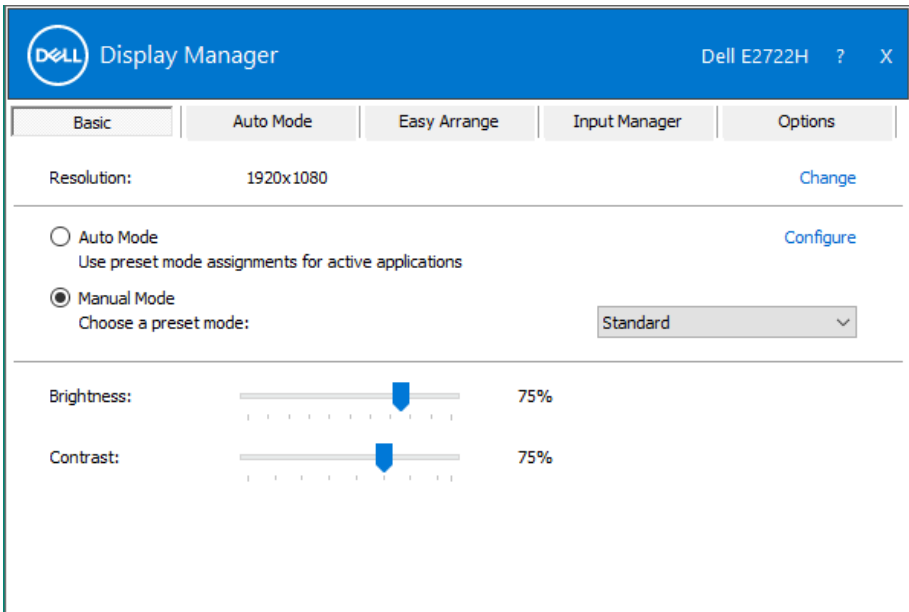 DELL Display Manager Dell E2722H ? X
Basic Auto Mode Easy Arrange Input Manager Options
Resolution: 1920x1080 Change
Auto Mode Configure
Use preset mode assignments for active applications
Manual Mode
Choose a preset mode: Standard
Brightness: 75%
Contrast: 75%